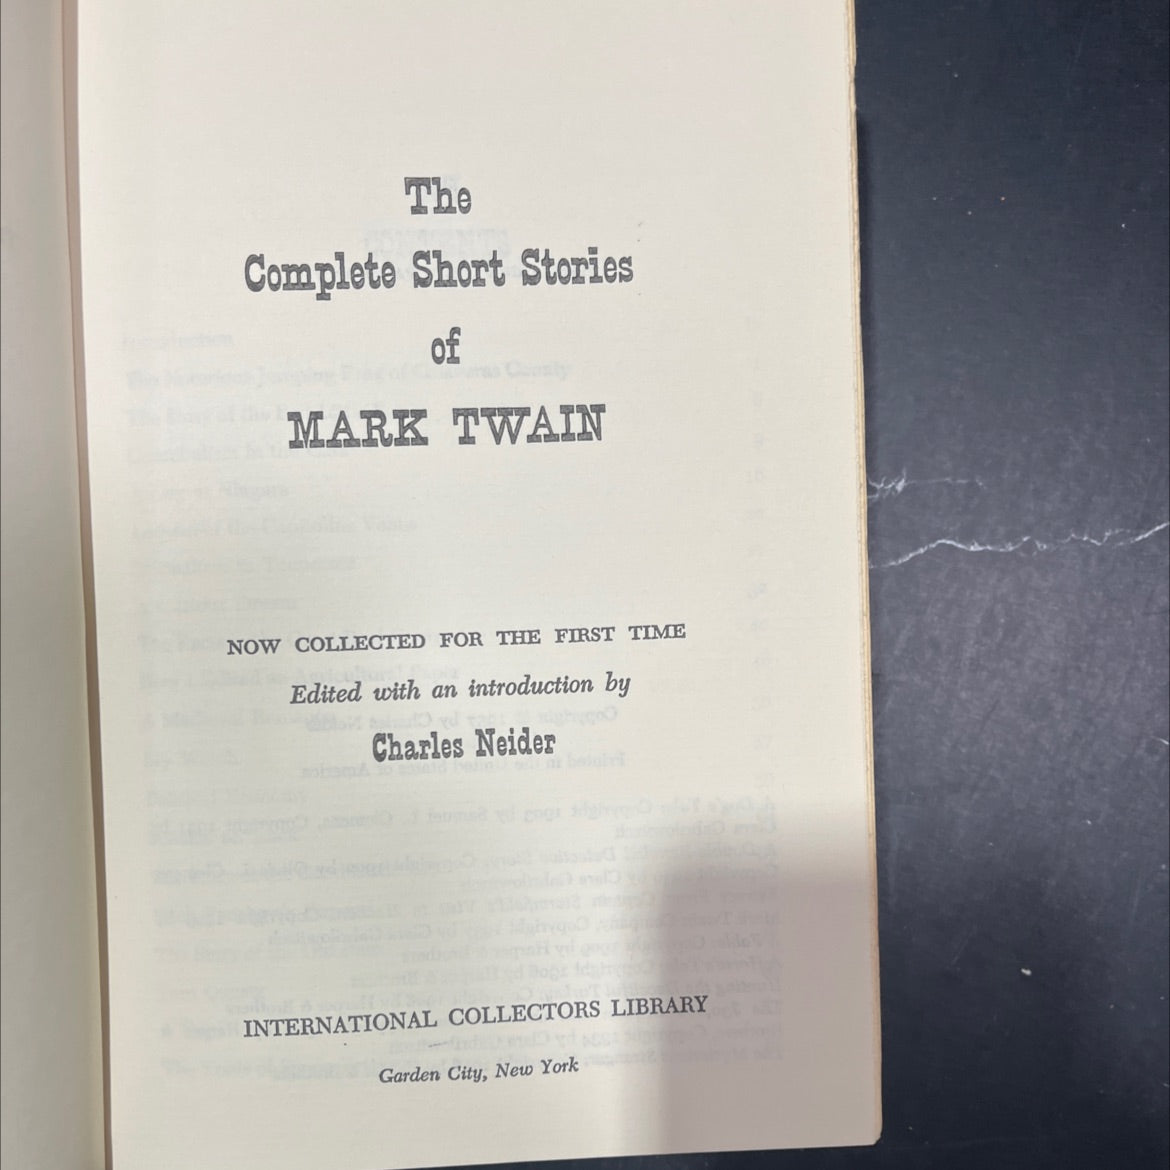 The
Complete Short Stories
of
MARK TWAIN
NOW COLLECTED FOR THE FIRST TIME
Edited with an introduction by
Charles Neider
INTERNATIONAL COLLECTORS LIBRARY
Garden City, New York